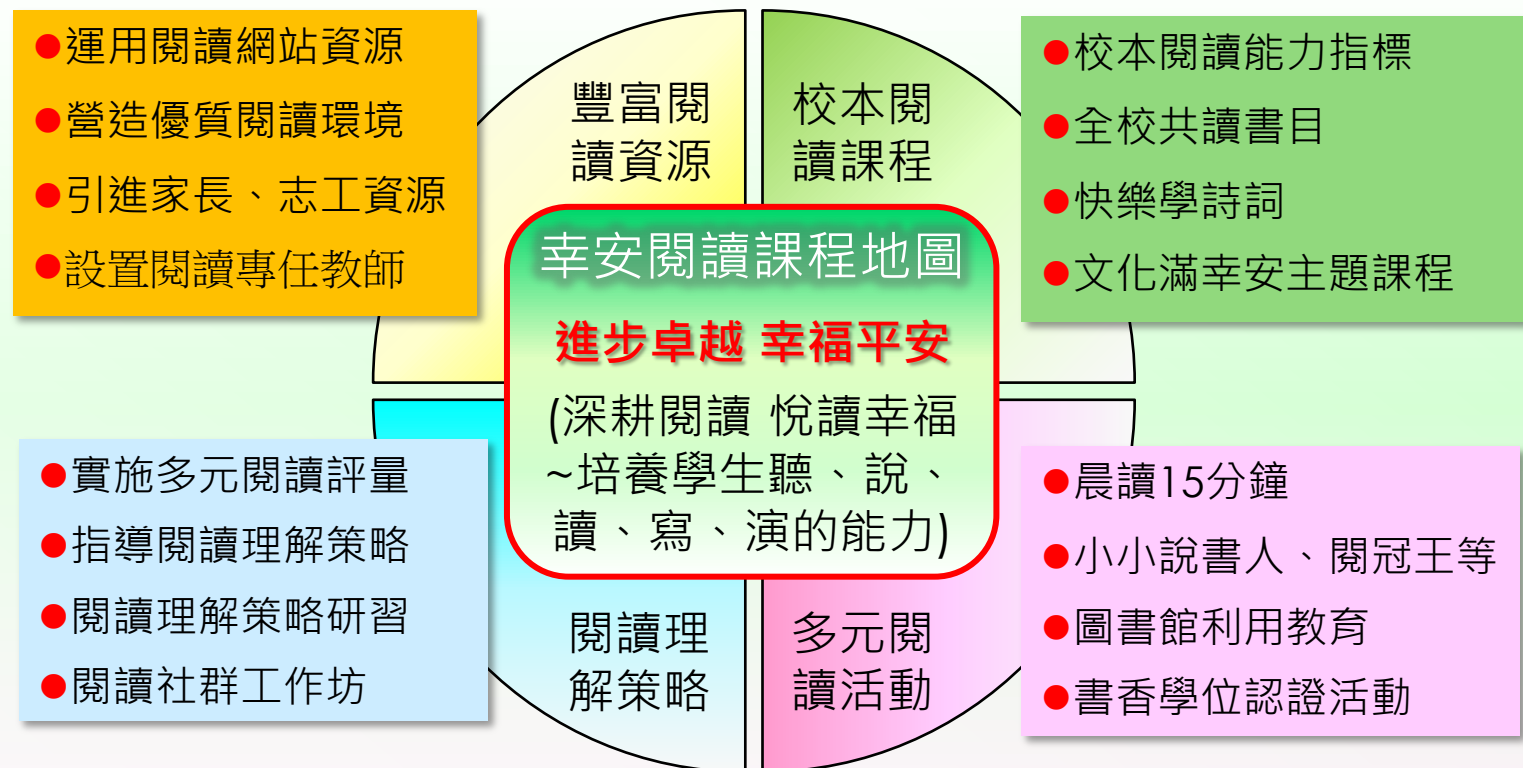 ●運用閱讀網站資源
●營造優質閱讀環境
●引進家長、志工資源
●設置閱讀專任教師
豐富閱
讀資源
校本閱
讀課程
●校本閱讀能力指標
●全校共讀書目
●快樂學詩詞
●文化滿幸安主題課程
幸安閱讀課程地圖
進步卓越 幸福平安
(深耕閱讀 悅讀幸福
~培養學生聽、說、
讀、寫、演的能力)
●實施多元閱讀評量
●指導閱讀理解策略
●閱讀理解策略研習
●閱讀社群工作坊
閱讀理
解策略
多元閱
讀活動
●晨讀15分鐘
●小小說書人、閱冠王等
●圖書館利用教育
●書香學位認證活動